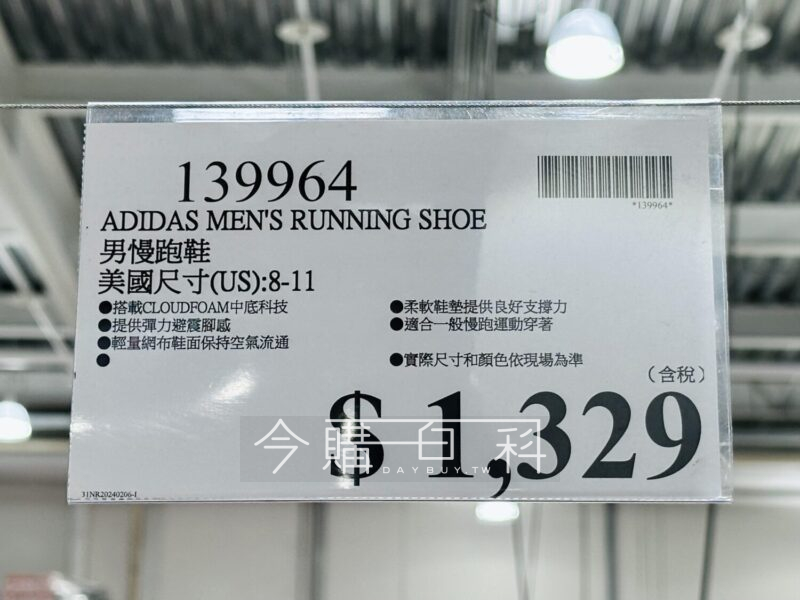 139964
*139964*
ADIDAS MEN'S RUNNING SHOE
男慢跑鞋
美國尺寸(US):8-11
●搭載CLOUDFOAM中底科技
●提供彈力避震腳感
●輕量網布鞋面保持空氣流通
●
●柔軟鞋墊提供良好支撐力
●適合一般慢跑運動穿著
●實際尺寸和顏色依現場為準
(含稅)
$ 1,329
今購百科
TODAYBUY.TW
31NR20240206-I